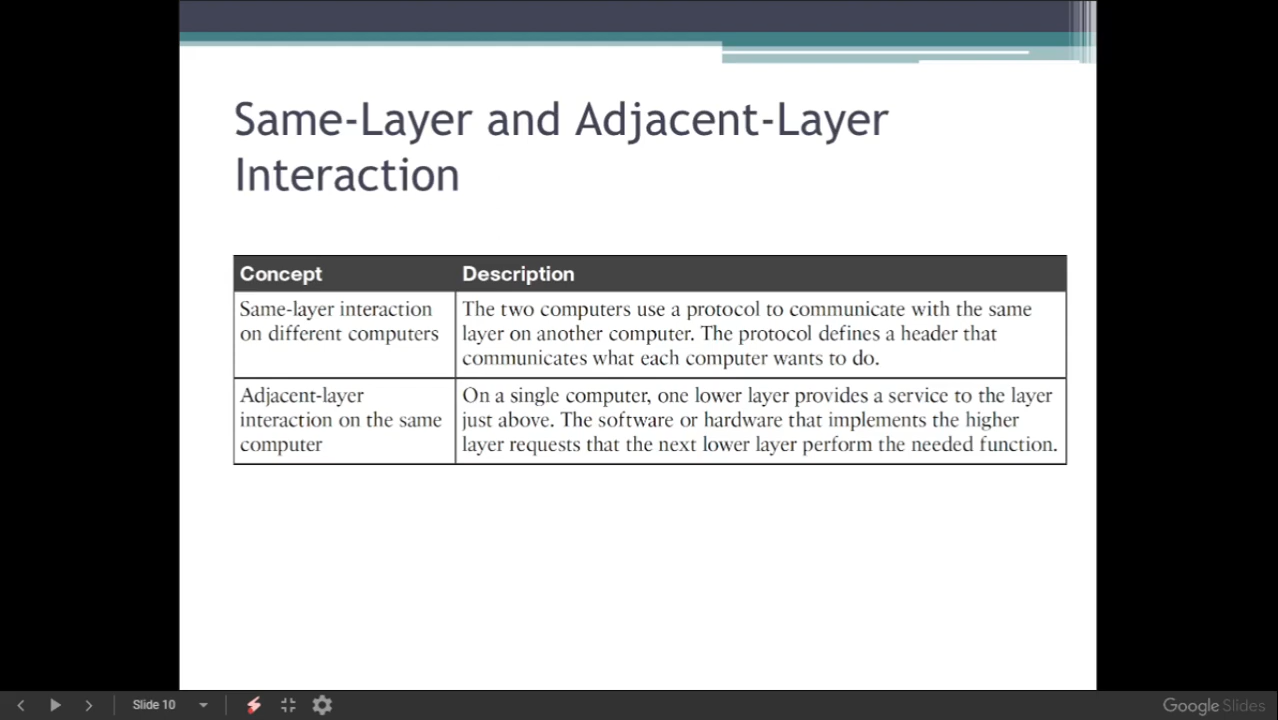 Same-Layer and Adjacent-Layer
Interaction
Concept Description
Same-layer interaction
on different computers
The two computers use a protocol to communicate with the same
layer on another computer. The protocol defines a header that
communicates what each computer wants to do.
Adjacent-layer
interaction on the same
computer
On a single computer, one lower layer provides a service to the layer
just above. The software or hardware that implements the higher
layer requests that the next lower layer perform the needed function.
Slide 10
Google Slides